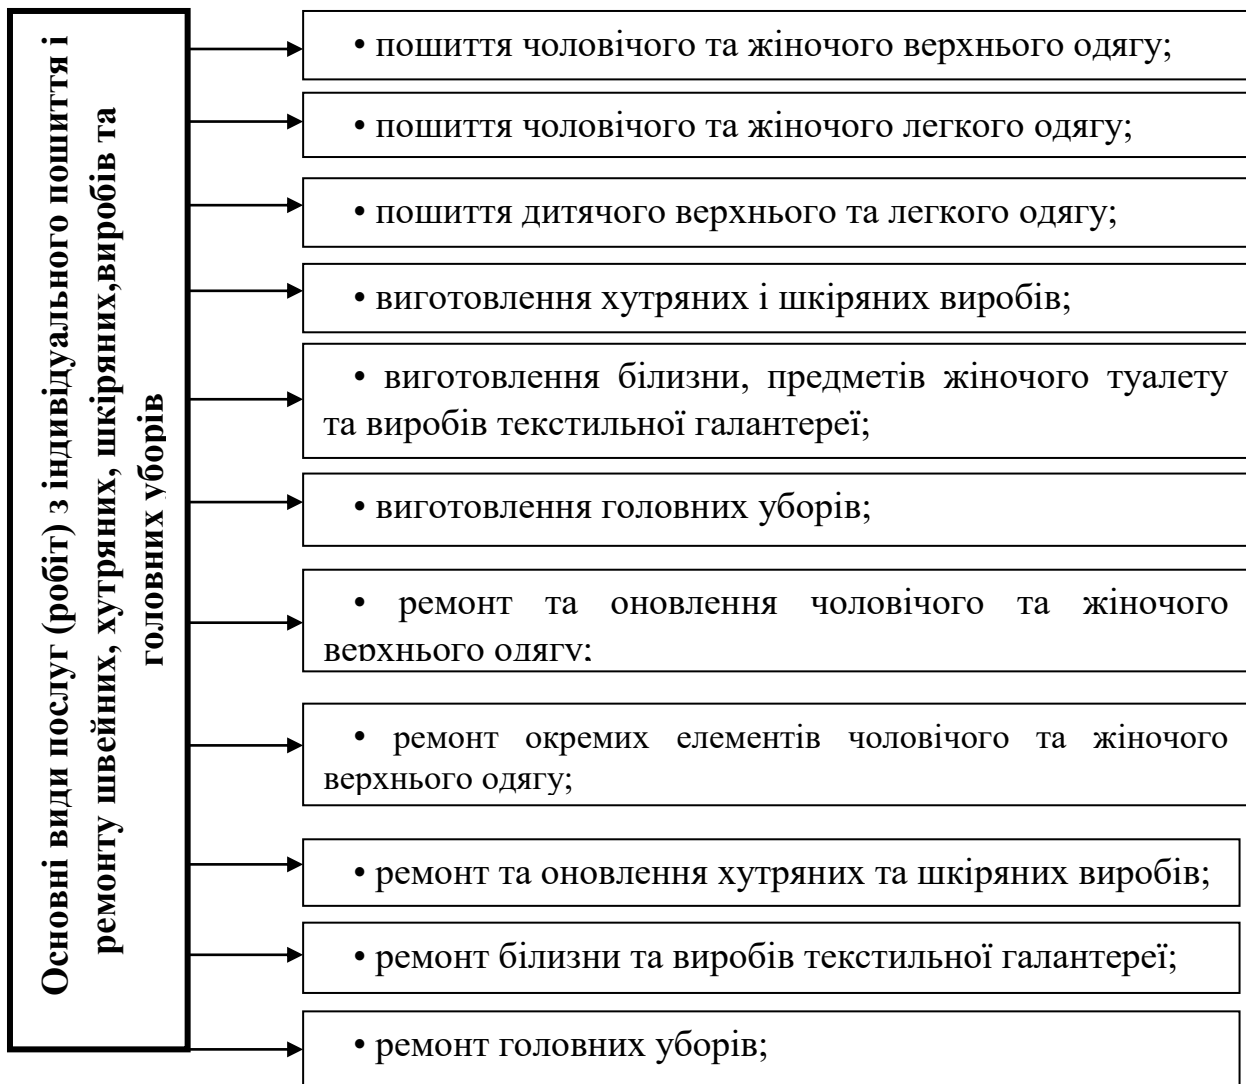 Основні види послуг (робіт) з індивідуального пошиття і
ремонту швейних, хутряних, шкіряних,виробів та
головних уборів
• пошиття чоловічого та жіночого верхнього одягу;
• пошиття чоловічого та жіночого легкого одягу;
• пошиття дитячого верхнього та легкого одягу;
• виготовлення хутряних і шкіряних виробів;
• виготовлення білизни, предметів жіночого туалету
та виробів текстильної галантереї;
• виготовлення головних уборів;
• ремонт та оновлення чоловічого та жіночого
верхнього одягу;
• ремонт окремих елементів чоловічого та жіночого
верхнього одягу;
• ремонт та оновлення хутряних та шкіряних виробів;
• ремонт білизни та виробів текстильної галантереї;
• ремонт головних уборів;